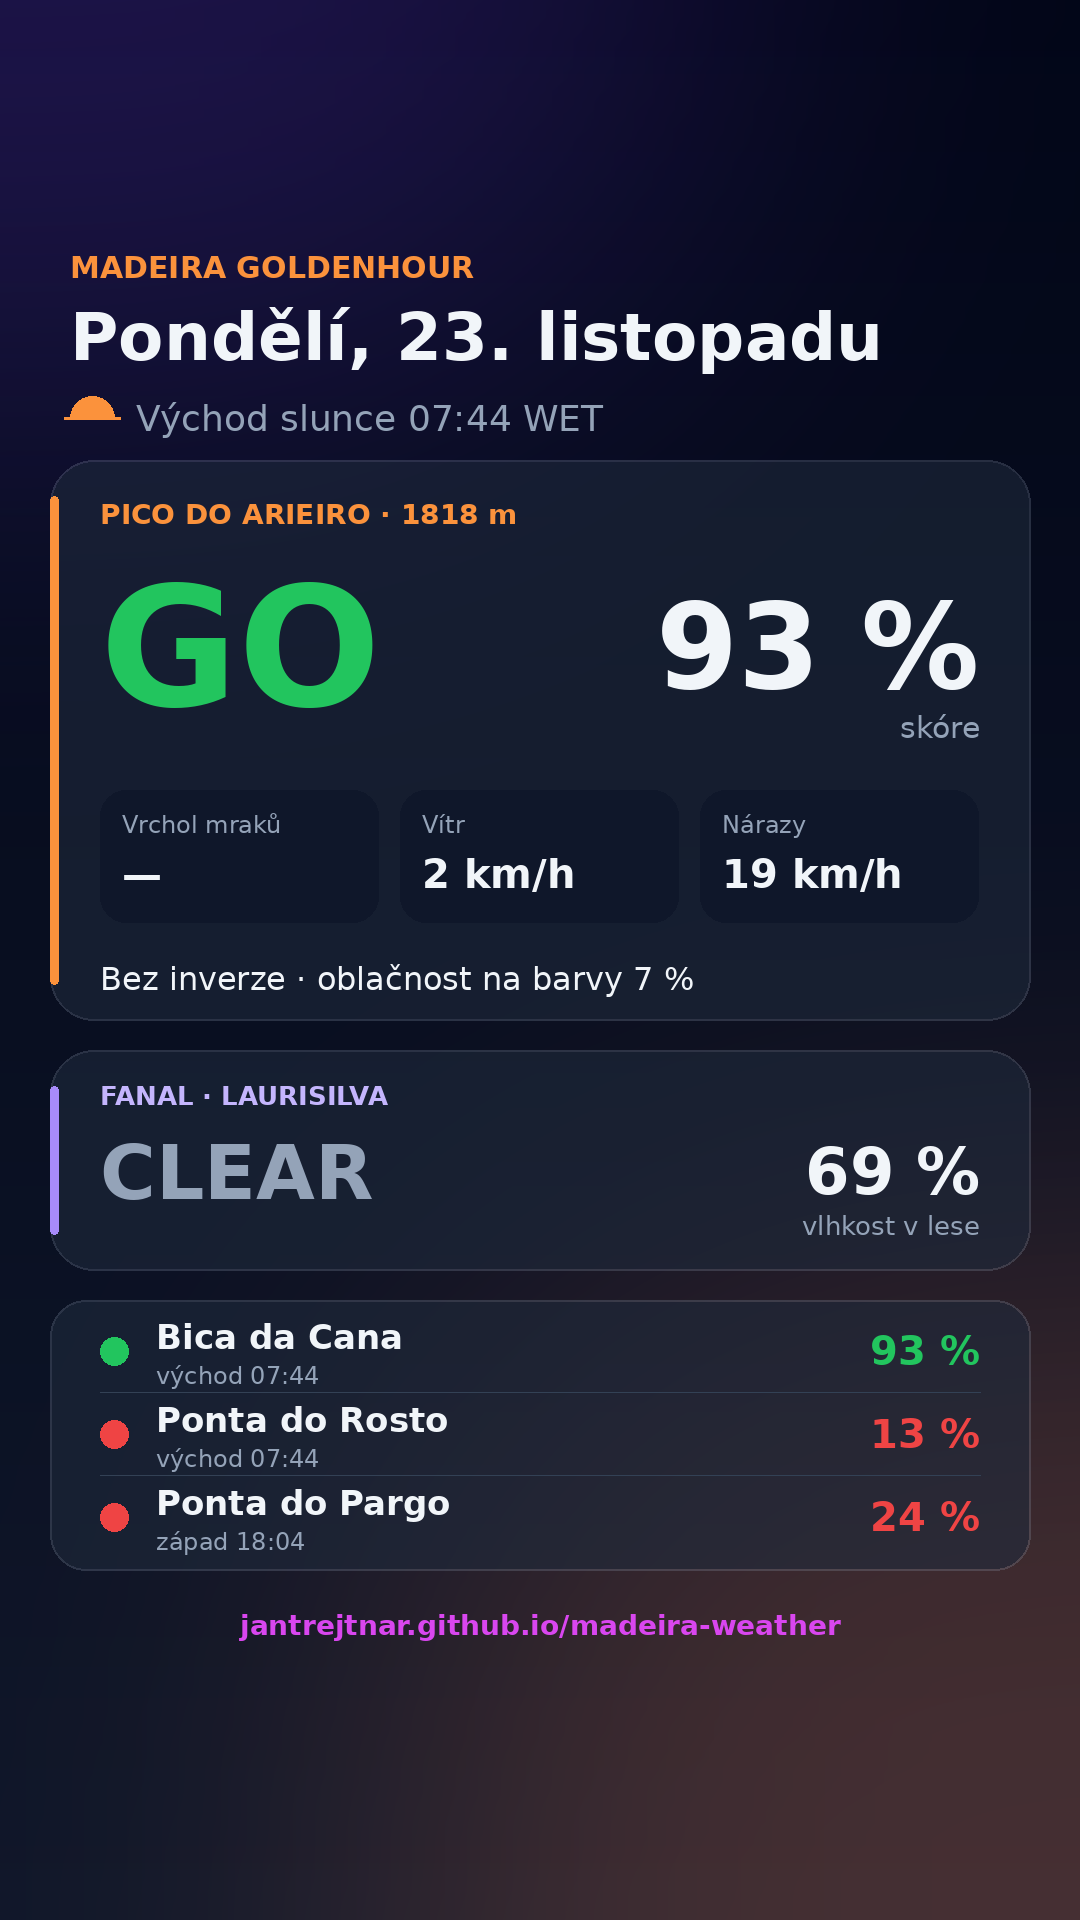 MADEIRA GOLDENHOUR
Pondělí, 23. listopadu
Východ slunce 07:44 WET
PICO DO ARIEIRO · 1818 m
GO
93 %
skóre
Vrchol mraků
—
Vítr
2 km/h
Nárazy
19 km/h
Bez inverze · oblačnost na barvy 7 %
FANAL · LAURISILVA
CLEAR
69 %
vlhkost v lese
Bica da Cana
východ 07:44
93 %
Ponta do Rosto
východ 07:44
13 %
Ponta do Pargo
západ 18:04
24 %
jantrejtnar.github.io/madeira-weather